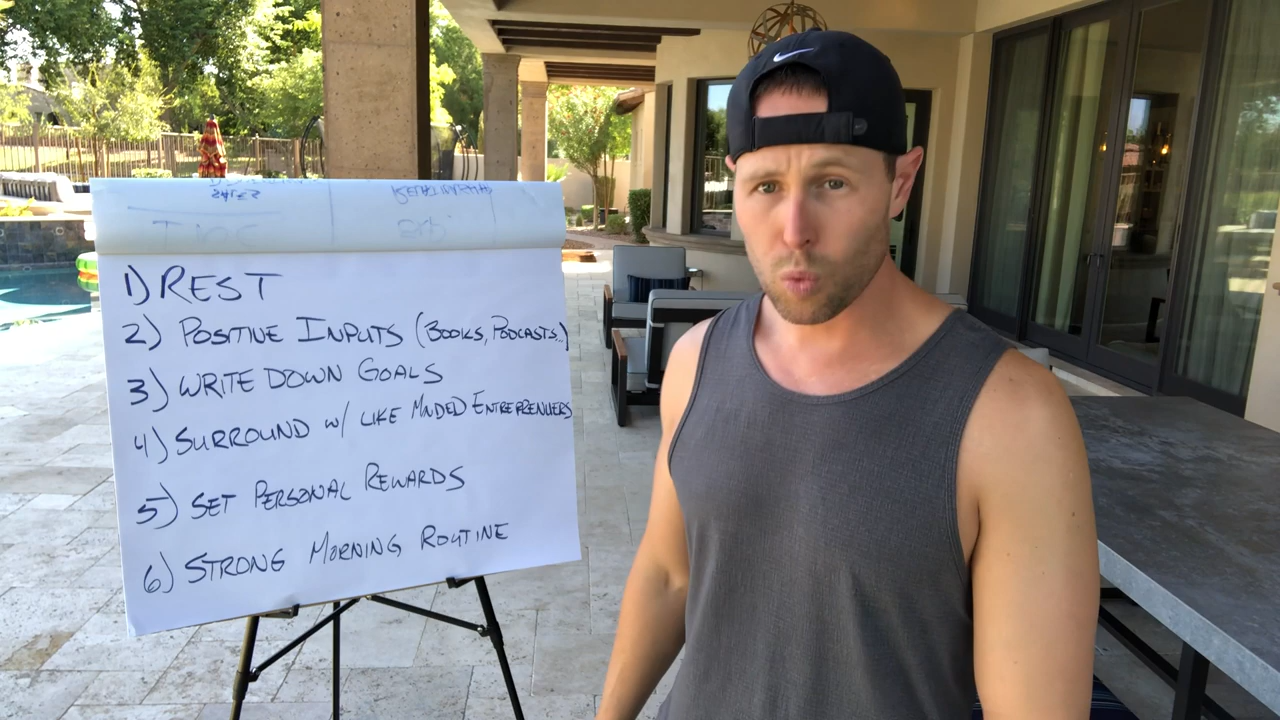 1) REST
2) POSITIVE INPUTS (BOOKS, PODCASTS...)
3) WRITE DOWN GOALS
4) SURROUND W/ LIKE MINDED ENTREPRENUERS
5) SET PERSONAL REWARDS
6) STRONG MORNING ROUTINE